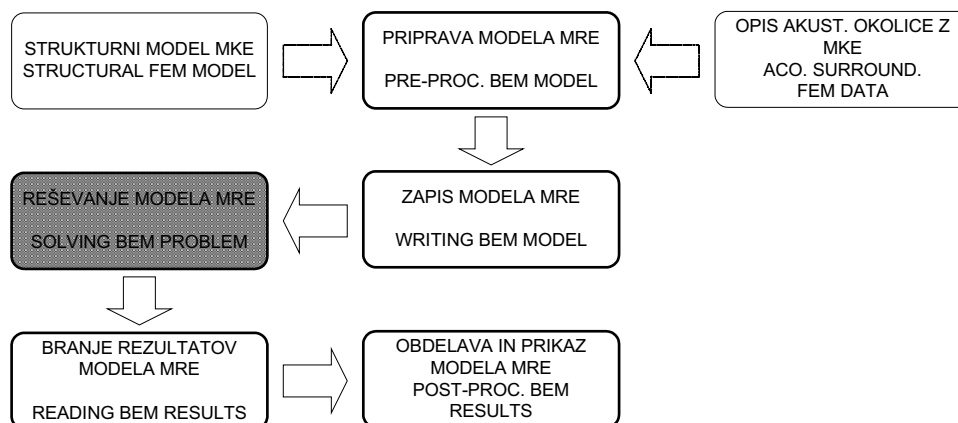 STRUKTURNI MODEL MKE
STRUCTURAL FEM MODEL
PRIPRAVA MODELA MRE
PRE-PROC. BEM MODEL
OPIS AKUST. OKOLICE Z
MKE
ACO. SURROUND.
FEM DATA
REŠEVANJE MODELA MRE
SOLVING BEM PROBLEM
ZAPIS MODELA MRE
WRITING BEM MODEL
BRANJE REZULTATOV
MODELA MRE
READING BEM RESULTS
OBDELAVA IN PRIKAZ
MODELA MRE
POST-PROC. BEM
RESULTS